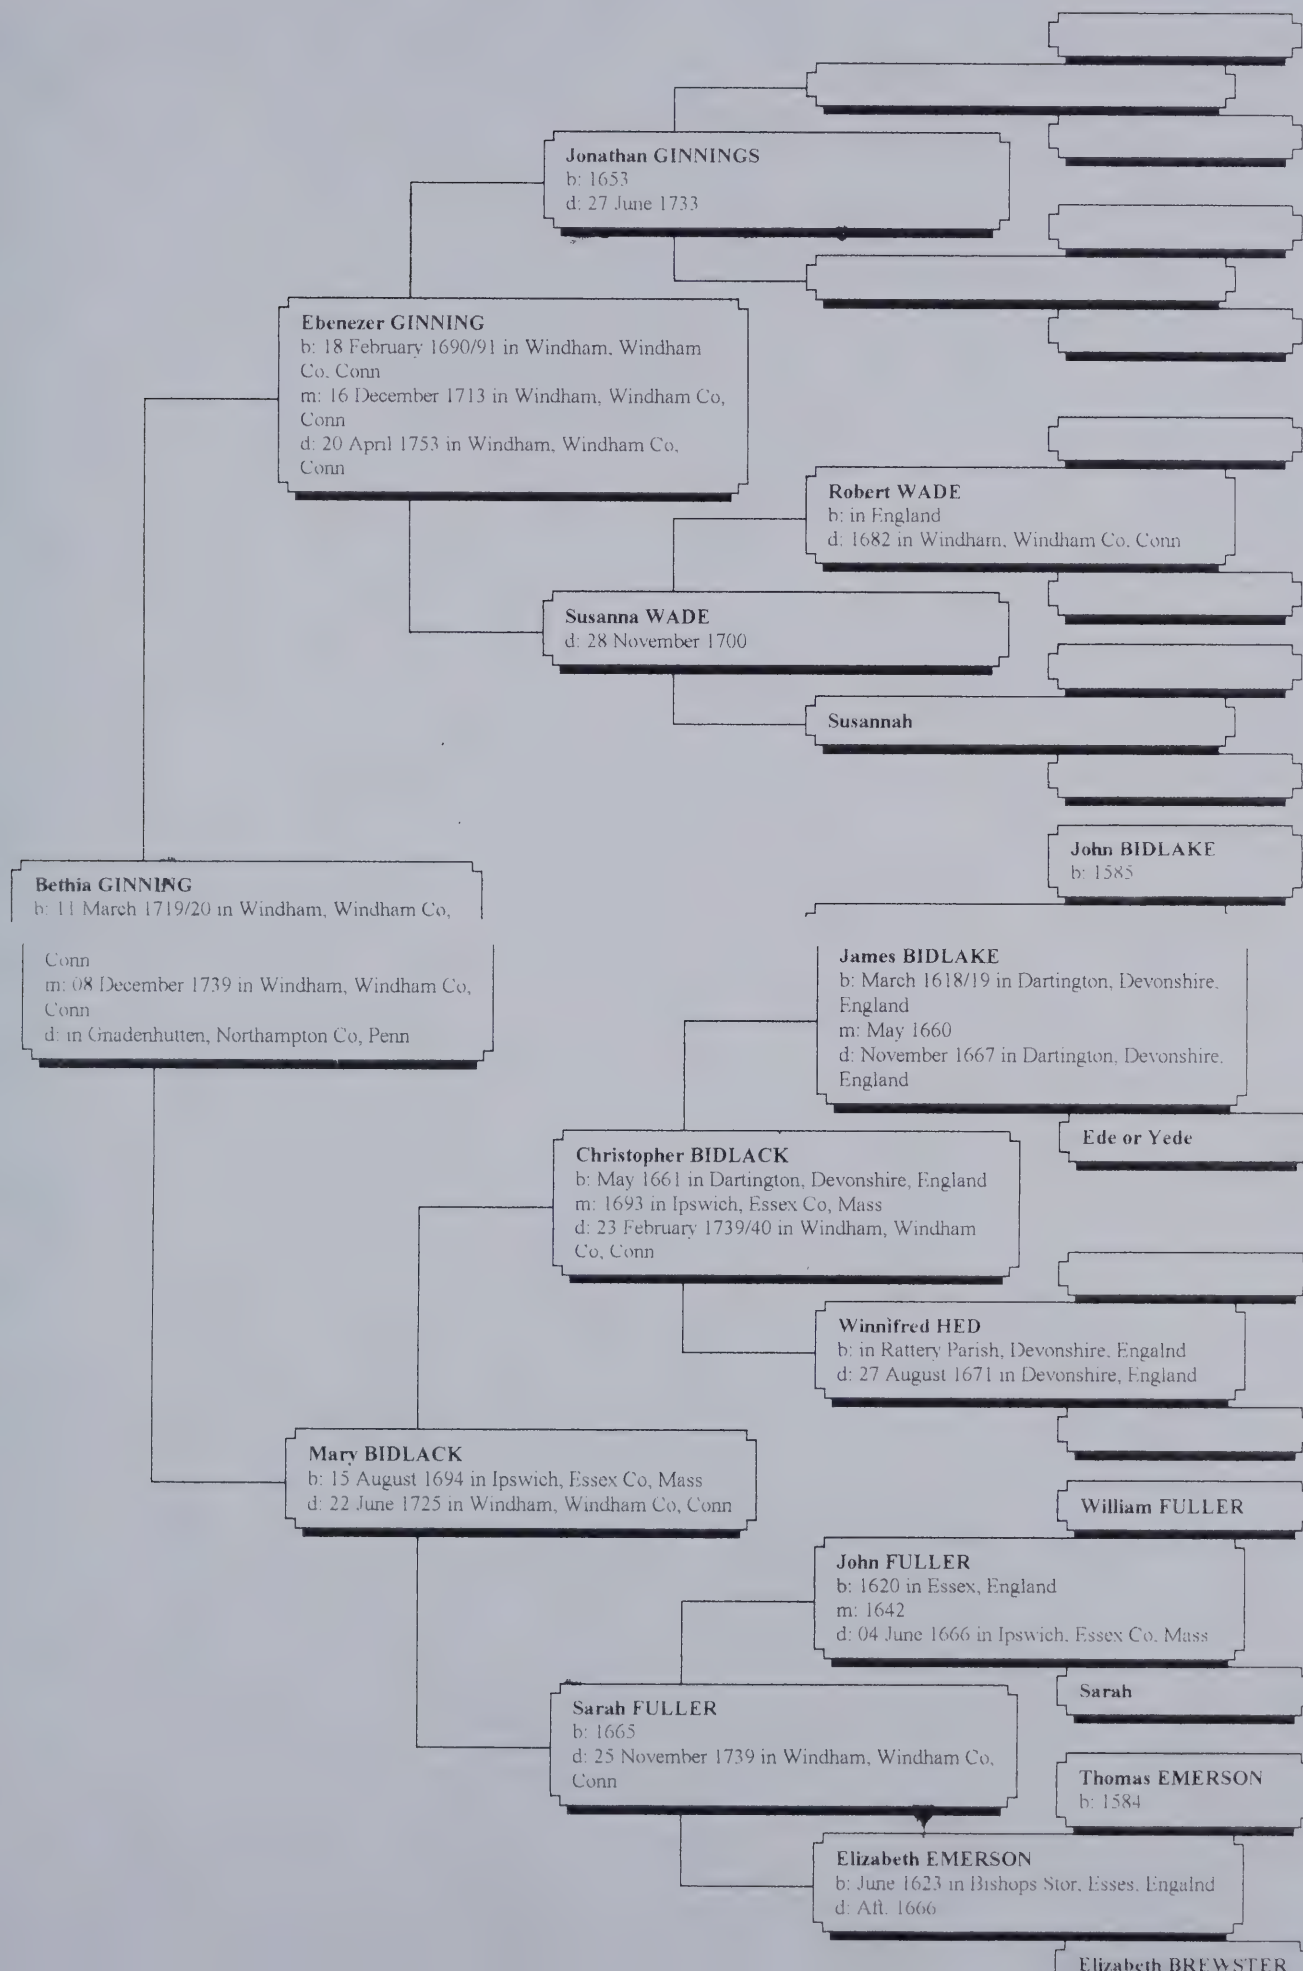 Jonathan GINNINGS
b: 1653
d: 27 June 1733
Ebenezer GINNING
b: 18 February 1690/91 in Windham, Windham
Co, Conn
m: 16 December 1713 in Windham, Windham Co,
Conn
d: 20 April 1753 in Windham, Windham Co,
Conn
Robert WADE
b: in England
d: 1682 in Windham, Windham Co, Conn
Susanna WADE
d: 28 November 1700
Susannah
John BIDLAKE
b: 1585
Bethia GINNING
b: 11 March 1719/20 in Windham, Windham Co,
Conn
m: 08 December 1739 in Windham, Windham Co,
Conn
d: in Gnadenhutten, Northampton Co, Penn
James BIDLAKE
b: March 1618/19 in Dartington, Devonshire,
England
m: May 1660
d: November 1667 in Dartington, Devonshire,
England
Ede or Yede
Christopher BIDLACK
b: May 1661 in Dartington, Devonshire, England
m: 1693 in Ipswich, Essex Co, Mass
d: 23 February 1739/40 in Windham, Windham
Co, Conn
Winnifred HED
b: in Rattery Parish, Devonshire, Engalnd
d: 27 August 1671 in Devonshire, England
Mary BIDLACK
b: 15 August 1694 in Ipswich, Essex Co, Mass
d: 22 June 1725 in Windham, Windham Co, Conn
William FULLER
John FULLER
b: 1620 in Essex, England
m: 1642
d: 04 June 1666 in Ipswich, Essex Co, Mass
Sarah
Sarah FULLER
b: 1665
d: 25 November 1739 in Windham, Windham Co,
Conn
Thomas EMERSON
b: 1584
Elizabeth EMERSON
b: June 1623 in Bishops Stor, Esses, Engalnd
d: Aft. 1666
Elizabeth BREWSTER